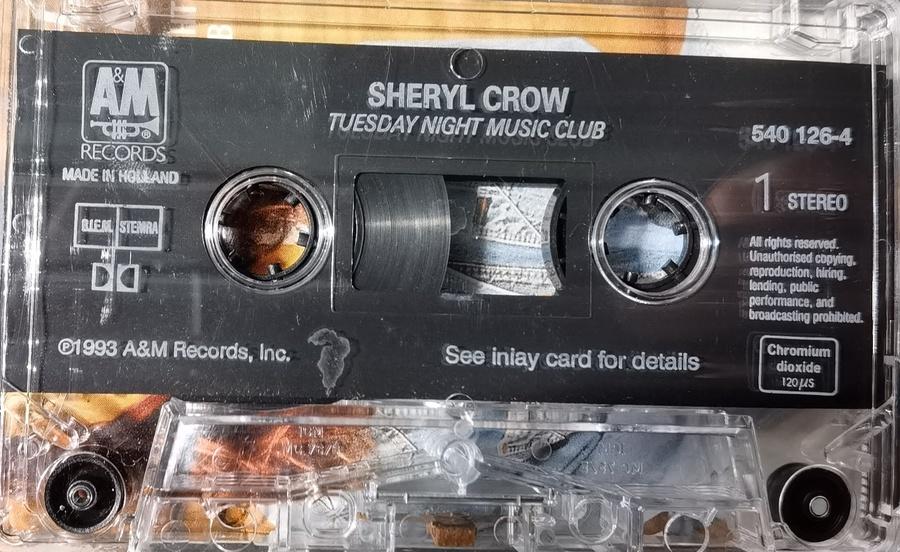 A&M
®
RECORDS
MADE IN HOLLAND
B.I.E.M. STEMRA
SHERYL CROW
TUESDAY NIGHT MUSIC CLUB
540 126-4
1 STEREO
All rights reserved.
Unauthorised copying,
reproduction, hiring,
lending, public
performance, and
broadcasting prohibited.
℗1993 A&M Records, Inc.
See inlay card for details
Chromium
dioxide
120 µS